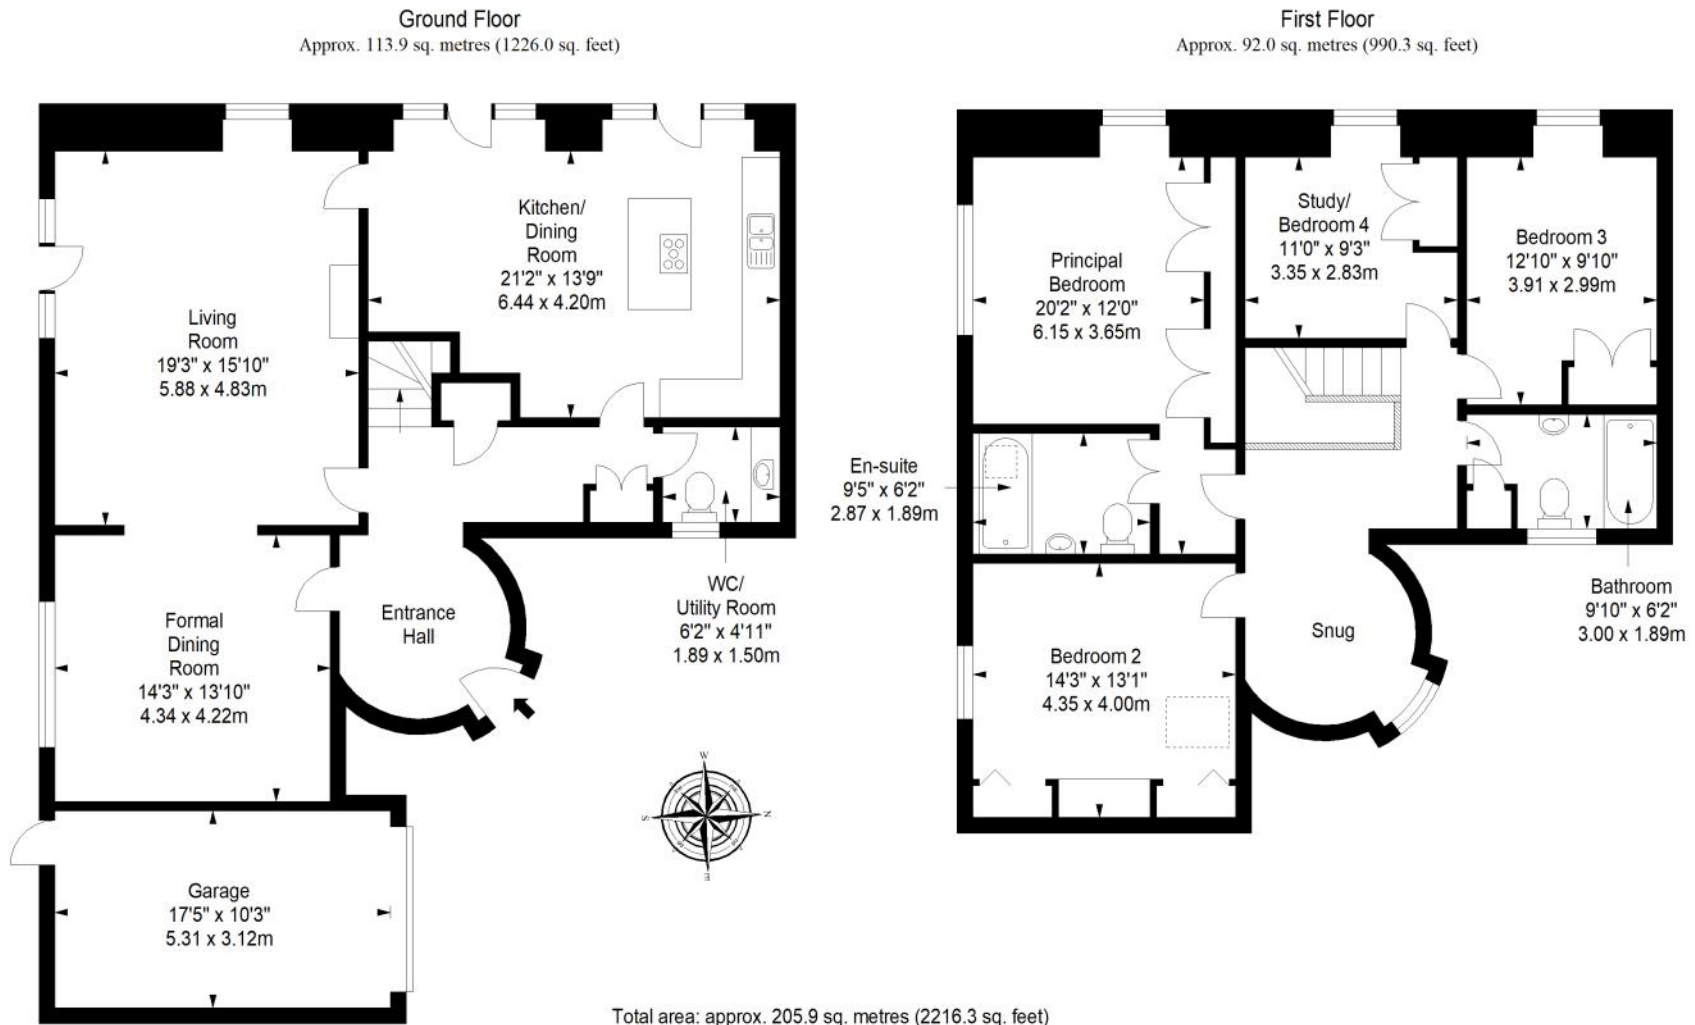 Ground Floor
Approx. 113.9 sq. metres (1226.0 sq. feet)
First Floor
Approx. 92.0 sq. metres (990.3 sq. feet)
Kitchen/
Dining
Room
21'2" x 13'9"
6.44 x 4.20m
Living
Room
19'3" x 15'10"
5.88 x 4.83m
Formal
Dining
Room
14'3" x 13'10"
4.34 x 4.22m
Entrance
Hall
WC/
Utility Room
6'2" x 4'11"
1.89 x 1.50m
Garage
17'5" x 10'3"
5.31 x 3.12m
W
S
N
E
Principal
Bedroom
20'2" x 12'0"
6.15 x 3.65m
Study/
Bedroom 4
11'0" x 9'3"
3.35 x 2.83m
Bedroom 3
12'10" x 9'10"
3.91 x 2.99m
En-suite
9'5" x 6'2"
2.87 x 1.89m
Bathroom
9'10" x 6'2"
3.00 x 1.89m
Snug
Bedroom 2
14'3" x 13'1"
4.35 x 4.00m
Total area: approx. 205.9 sq. metres (2216.3 sq. feet)